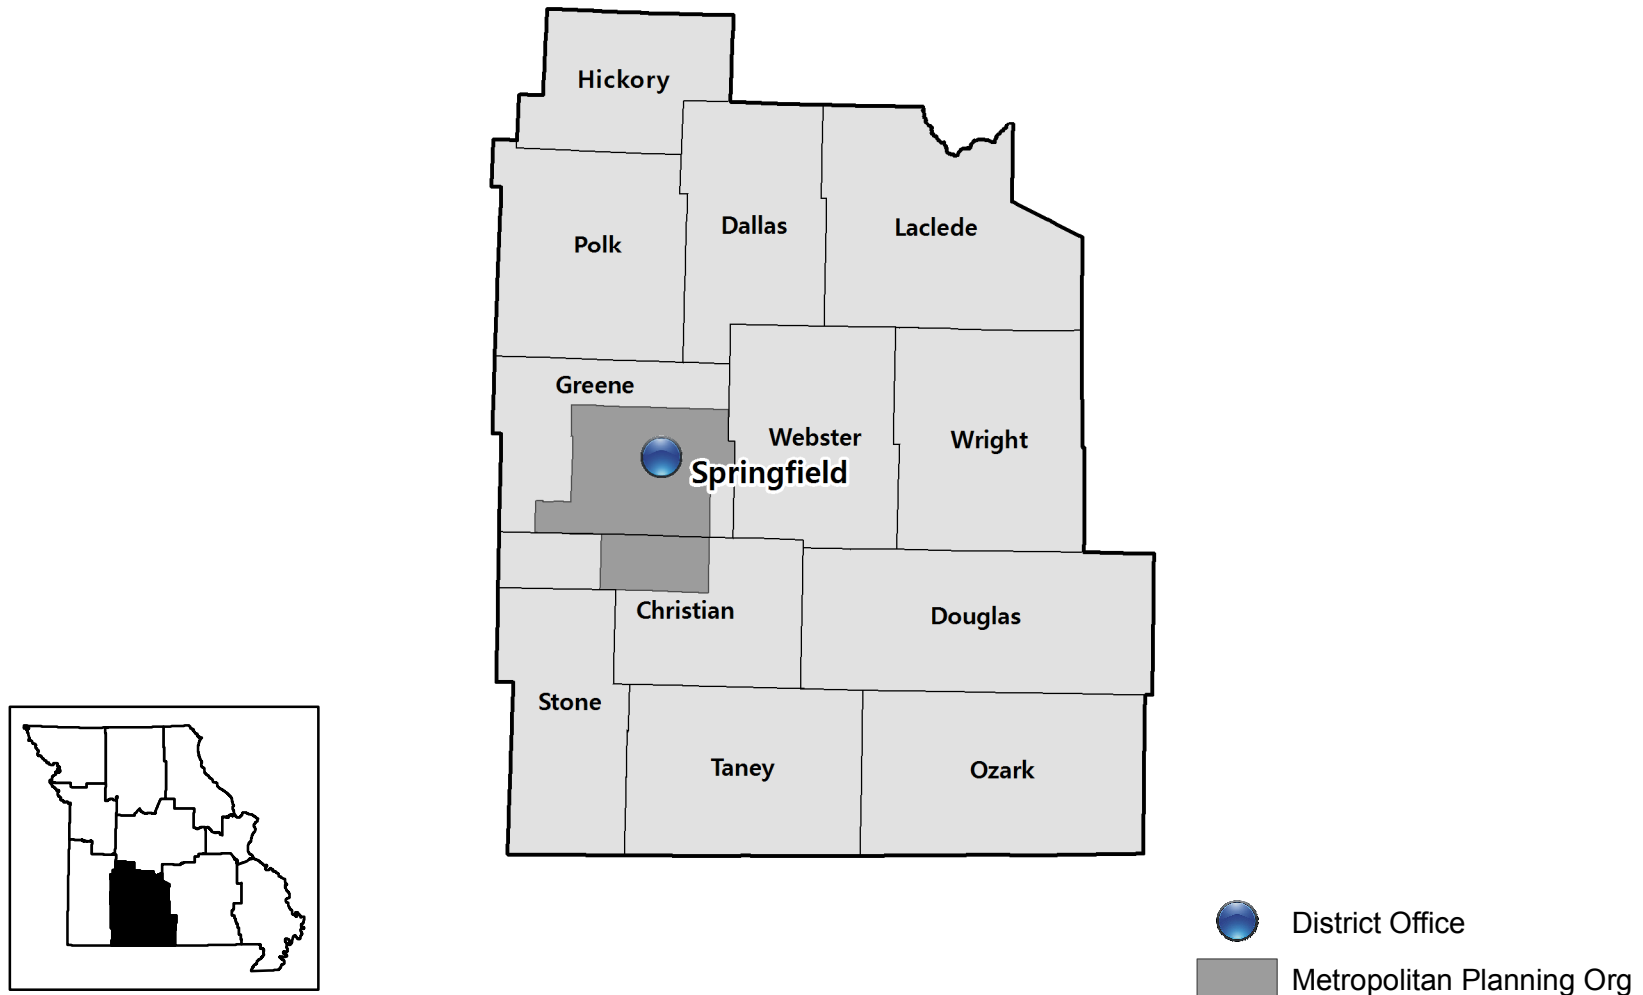 Hickory
Dallas
Laclede
Polk
Greene
Webster
Wright
Springfield
Christian
Douglas
Stone
Taney
Ozark
District Office
Metropolitan Planning Org